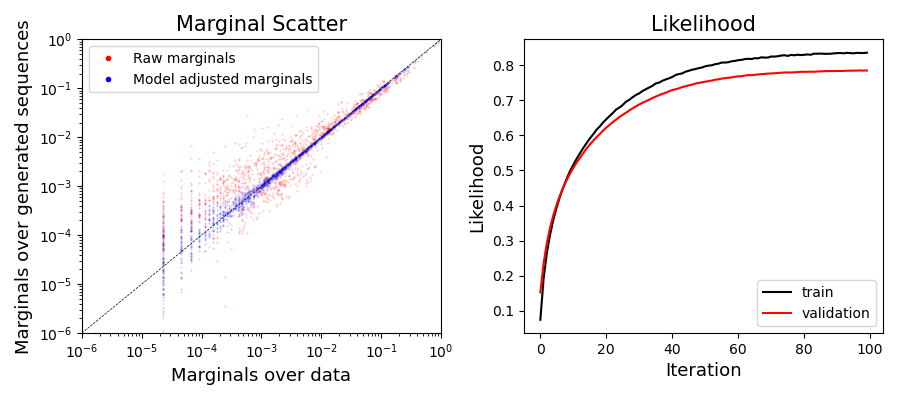 Marginal Scatter
Marginals over generated sequences
10⁰
10⁻¹
10⁻²
10⁻³
10⁻⁴
10⁻⁵
10⁻⁶
Raw marginals
Model adjusted marginals
10⁻⁶ 10⁻⁵ 10⁻⁴ 10⁻³ 10⁻² 10⁻¹ 10⁰
Marginals over data
Likelihood
Likelihood
0.8
0.7
0.6
0.5
0.4
0.3
0.2
0.1
train
validation
0 20 40 60 80 100
Iteration